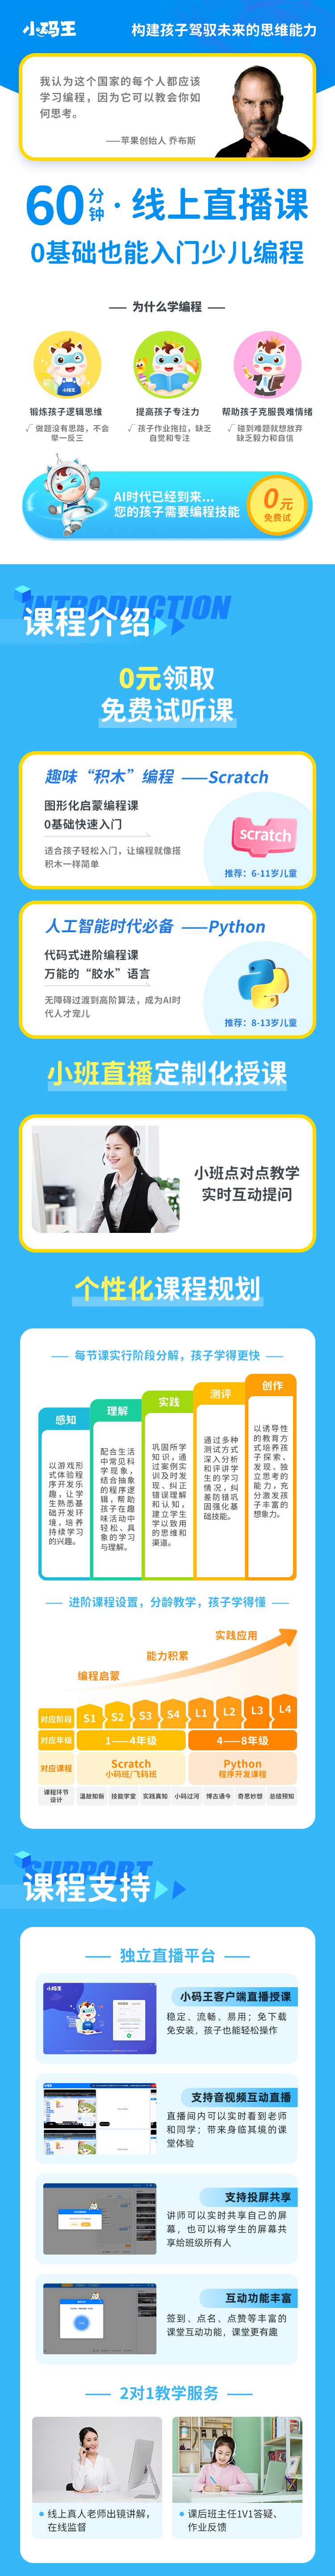 小码王
构建孩子驾驭未来的思维能力
我认为这个国家的每个人都应该
学习编程，因为它可以教会你如
何思考。
——苹果创始人 乔布斯
60分钟·线上直播课
0基础也能入门少儿编程
为什么学编程
锻炼孩子逻辑思维
提高孩子专注力
帮助孩子克服畏难情绪
√ 做题没有思路，不会
举一反三
√ 孩子作业拖拉，缺乏
自觉和专注
√ 碰到难题就想放弃
缺乏毅力和自信
AI时代已经到来...
您的孩子需要编程技能
0元
免费试
INTRODUCTION
课程介绍
0元领取
免费试听课
趣味“积木”编程 ——Scratch
图形化启蒙编程课
0基础快速入门
适合孩子轻松入门，让编程就像搭
积木一样简单
scratch
推荐：6-11岁儿童
人工智能时代必备 ——Python
代码式进阶编程课
万能的“胶水”语言
无障碍过渡到高阶算法，成为AI时
代人才宠儿
推荐：8-13岁儿童
小班直播定制化授课
小班点对点教学
实时互动提问
个性化课程规划
每节课实行阶段分解，孩子学得更快
感知
以游戏形
式体验程
序开发乐
趣，让学
生熟悉基
础开发环
境，培养
持续学习
的兴趣。
理解
配合生活
中常见科
学现象，
结合抽象
的程序逻
辑，帮助
孩子在趣
味活动中
轻松、具
象的学习
与理解。
实践
巩固所学
知识，通
过案例实
训及时发
现、纠正
错误理解
和认知，
建立学生
学以致用
的思维和
渠道。
测评
通过多种
测试方式
深入分析
和评讲学
生的学习
情况，纠
差防错巩
固强化基
础技能。
创作
以诱导性
的教育方
式培养孩
子探索、
发现、独
立思考的
能力，充
分激发孩
子丰富的
想象力。
进阶课程设置，分龄教学，孩子学得懂
实践应用
能力积累
编程启蒙
对应阶段 S1 S2 S3 S4 L1 L2 L3 L4
对应年级 1——4年级 4——8年级
对应课程 Scratch
小码班/飞码班
Python
程序开发课程
课程环节
设计
温故知新 技能学堂 实践真知 小码过河 博古通今 奇思妙想 总结预知
SUPPORT
课程支持
独立直播平台
小码王客户端直播授课
稳定、流畅、易用；免下载
免安装，孩子也能轻松操作
支持音视频互动直播
直播间内可以实时看到老师
和同学；带来身临其境的课
堂体验
支持投屏共享
讲师可以实时共享自己的屏
幕，也可以将学生的屏幕共
享给班级所有人
互动功能丰富
签到、点名、点赞等丰富的
课堂互动功能，课堂更有趣
2对1教学服务
线上真人老师出镜讲解，
在线监督
课后班主任1V1答疑、
作业反馈